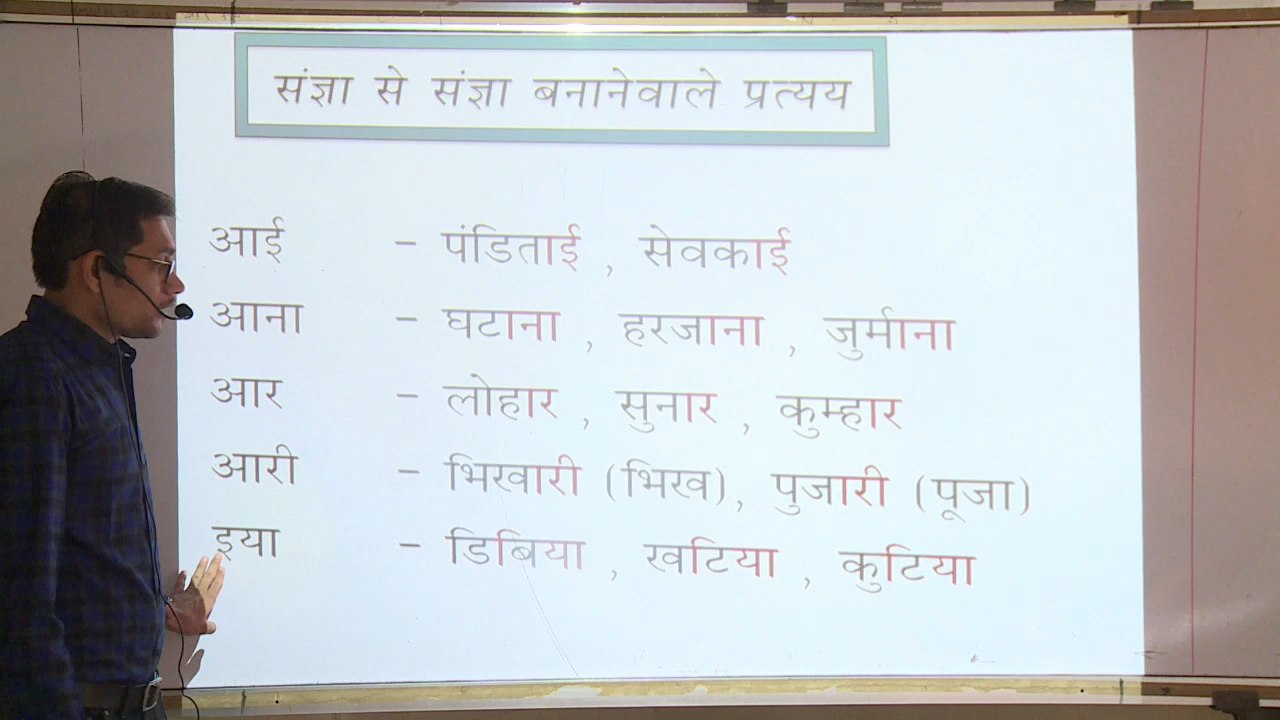 संज्ञा से संज्ञा बनानेवाले प्रत्यय
आई - पंडिताई , सेवकाई
आना - घटाना , हरजाना , जुर्माना
आर - लोहार , सुनार , कुम्हार
आरी - भिखारी (भिख), पुजारी (पूजा)
इया - डिबिया , खटिया , कुटिया